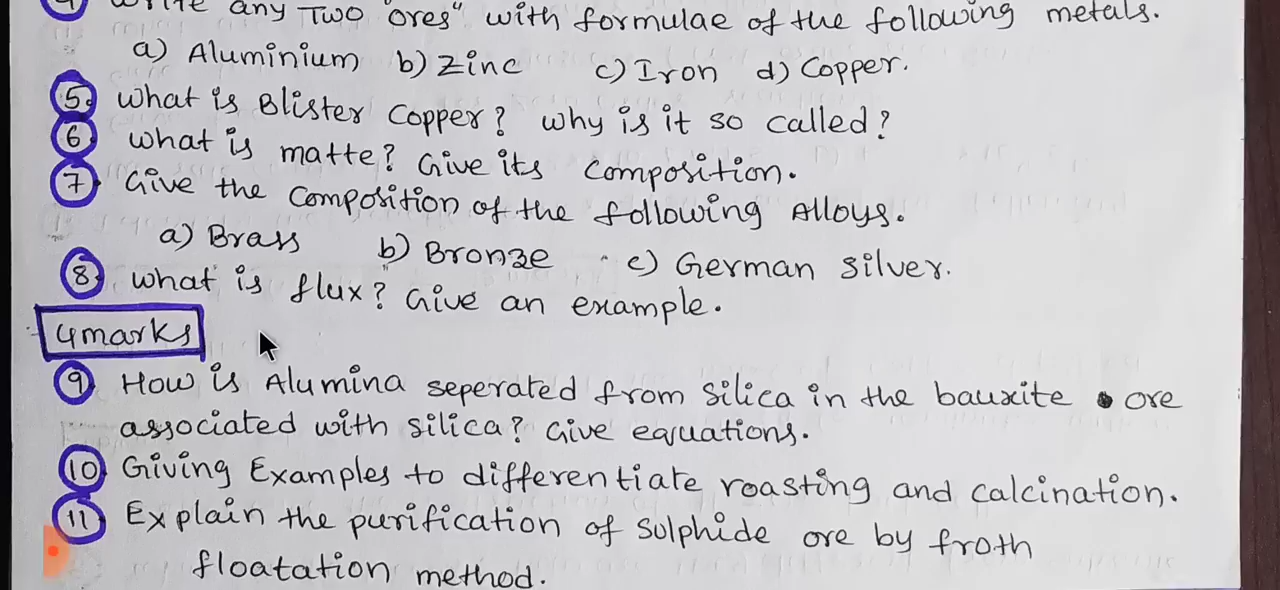 4. Write any Two "ores" with formulae of the following metals.
a) Aluminium b) Zinc c) Iron d) Copper.
5. What is Blister Copper? Why is it so called?
6. What is matte? Give its composition.
7. Give the Composition of the following Alloys.
a) Brass b) Bronze c) German silver.
8. What is flux? Give an example.
4marks
9. How is Alumina seperated from silica in the bauxite ore
associated with silica? Give equations.
10. Giving Examples to differentiate roasting and calcination.
11. Explain the purification of sulphide ore by froth
floatation method.